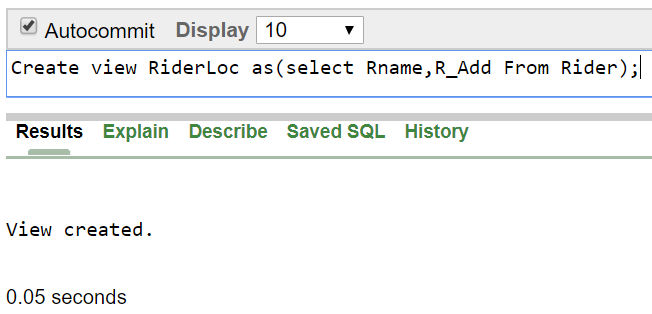 Autocommit Display 10
Create view RiderLoc as(select Rname,R_Add From Rider);
Results Explain Describe Saved SQL History
View created.
0.05 seconds